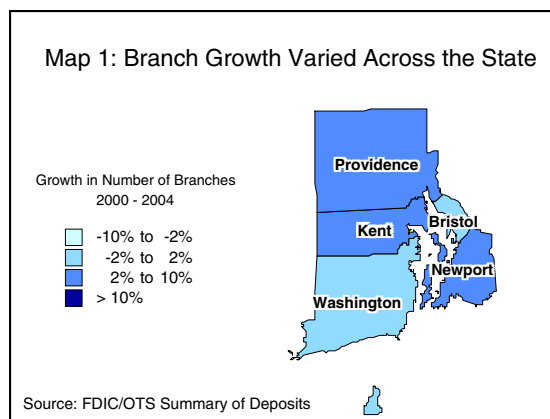 Map 1: Branch Growth Varied Across the State
Growth in Number of Branches
2000 - 2004
-10% to -2%
-2% to 2%
2% to 10%
> 10%
Providence
Bristol
Kent
Newport
Washington
Source: FDIC/OTS Summary of Deposits